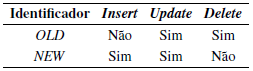 Identificador Insert Update Delete
OLD Não Sim Sim
NEW Sim Sim Não